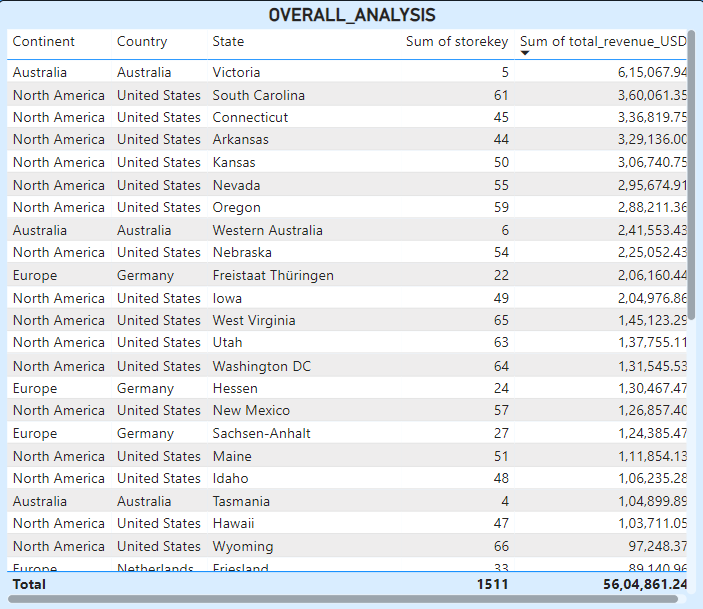 OVERALL_ANALYSIS
Continent Country State Sum of storekey Sum of total_revenue_USD
Australia Australia Victoria 5 6,15,067.94
North America United States South Carolina 61 3,60,061.35
North America United States Connecticut 45 3,36,819.75
North America United States Arkansas 44 3,29,136.00
North America United States Kansas 50 3,06,740.75
North America United States Nevada 55 2,95,674.91
North America United States Oregon 59 2,88,211.36
Australia Australia Western Australia 6 2,41,553.43
North America United States Nebraska 54 2,25,052.43
Europe Germany Freistaat Thüringen 22 2,06,160.44
North America United States Iowa 49 2,04,976.86
North America United States West Virginia 65 1,45,123.29
North America United States Utah 63 1,37,755.11
North America United States Washington DC 64 1,31,545.53
Europe Germany Hessen 24 1,30,467.47
North America United States New Mexico 57 1,26,857.40
Europe Germany Sachsen-Anhalt 27 1,24,385.47
North America United States Maine 51 1,11,854.13
North America United States Idaho 48 1,06,235.28
Australia Australia Tasmania 4 1,04,899.89
North America United States Hawaii 47 1,03,711.05
North America United States Wyoming 66 97,248.37
Europe Netherlands Friesland 33 89,140.96
Total 1511 56,04,861.24